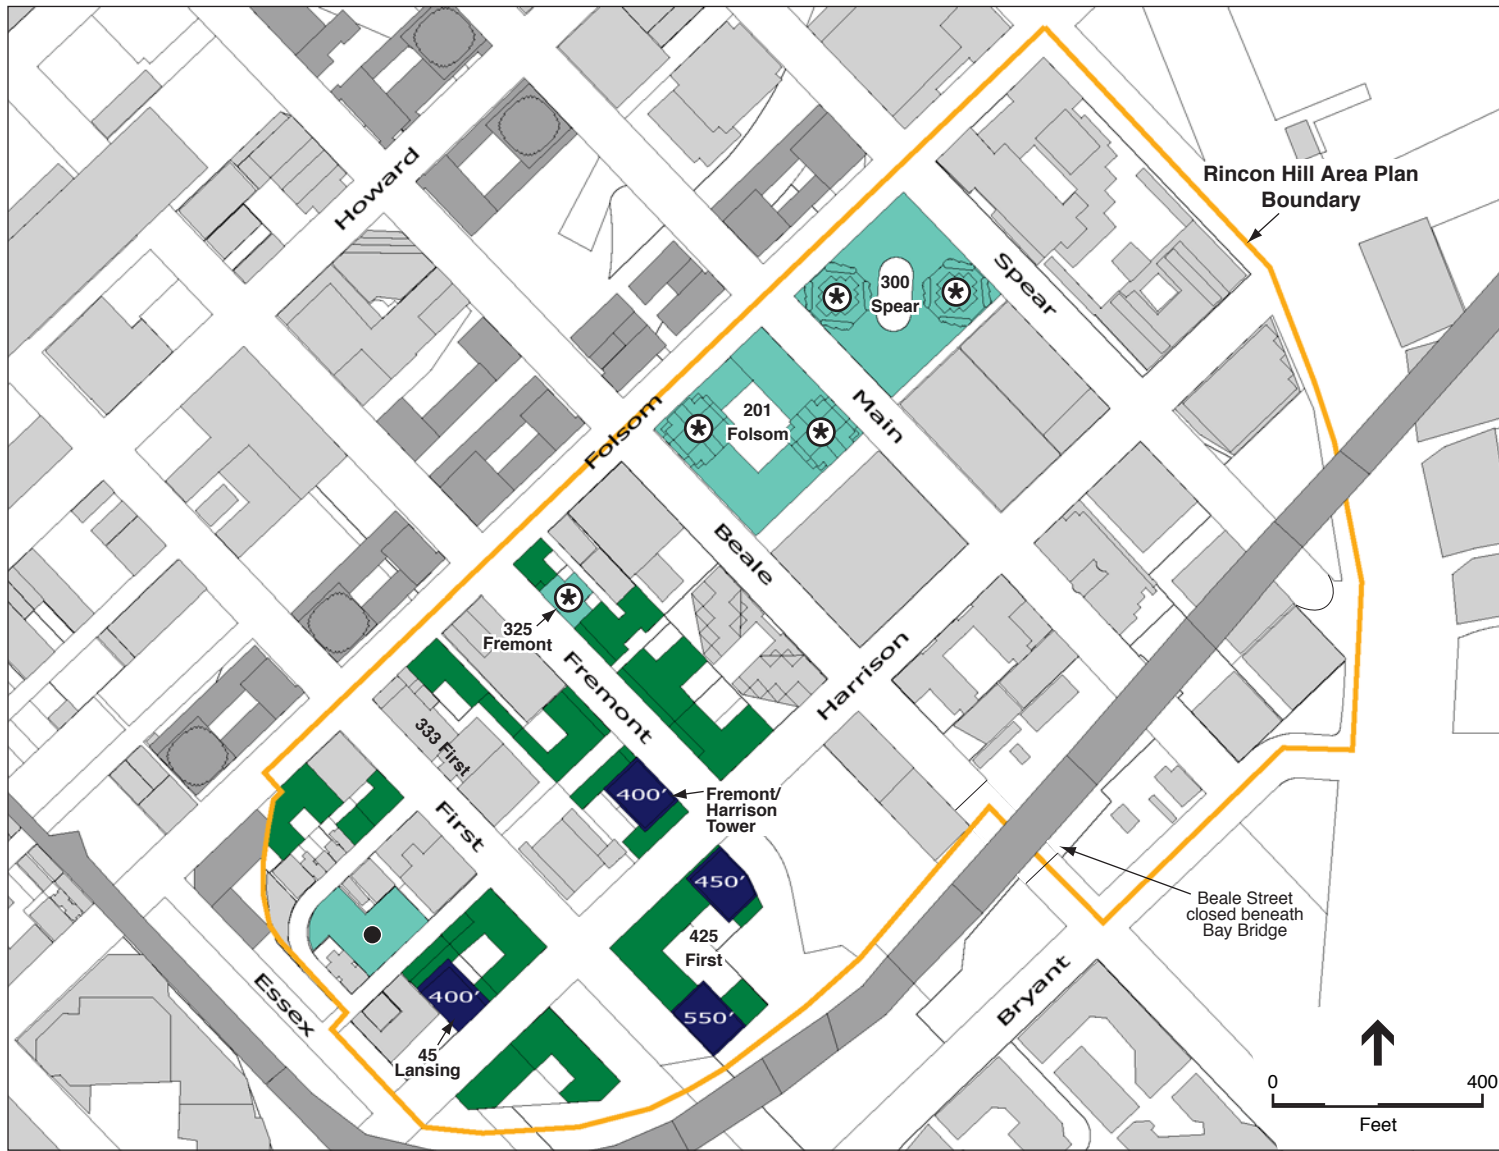 Howard
Rincon Hill Area Plan
Boundary
Spear
300
Spear
*
*
Main
201
Folsom
*
*
Folsom
Beale
*
325
Fremont
Fremont
Harrison
333 First
400'
Fremont/
Harrison
Tower
First
450'
425
First
550'
Beale Street
closed beneath
Bay Bridge
Essex
400'
45
Lansing
Bryant
0
400
Feet